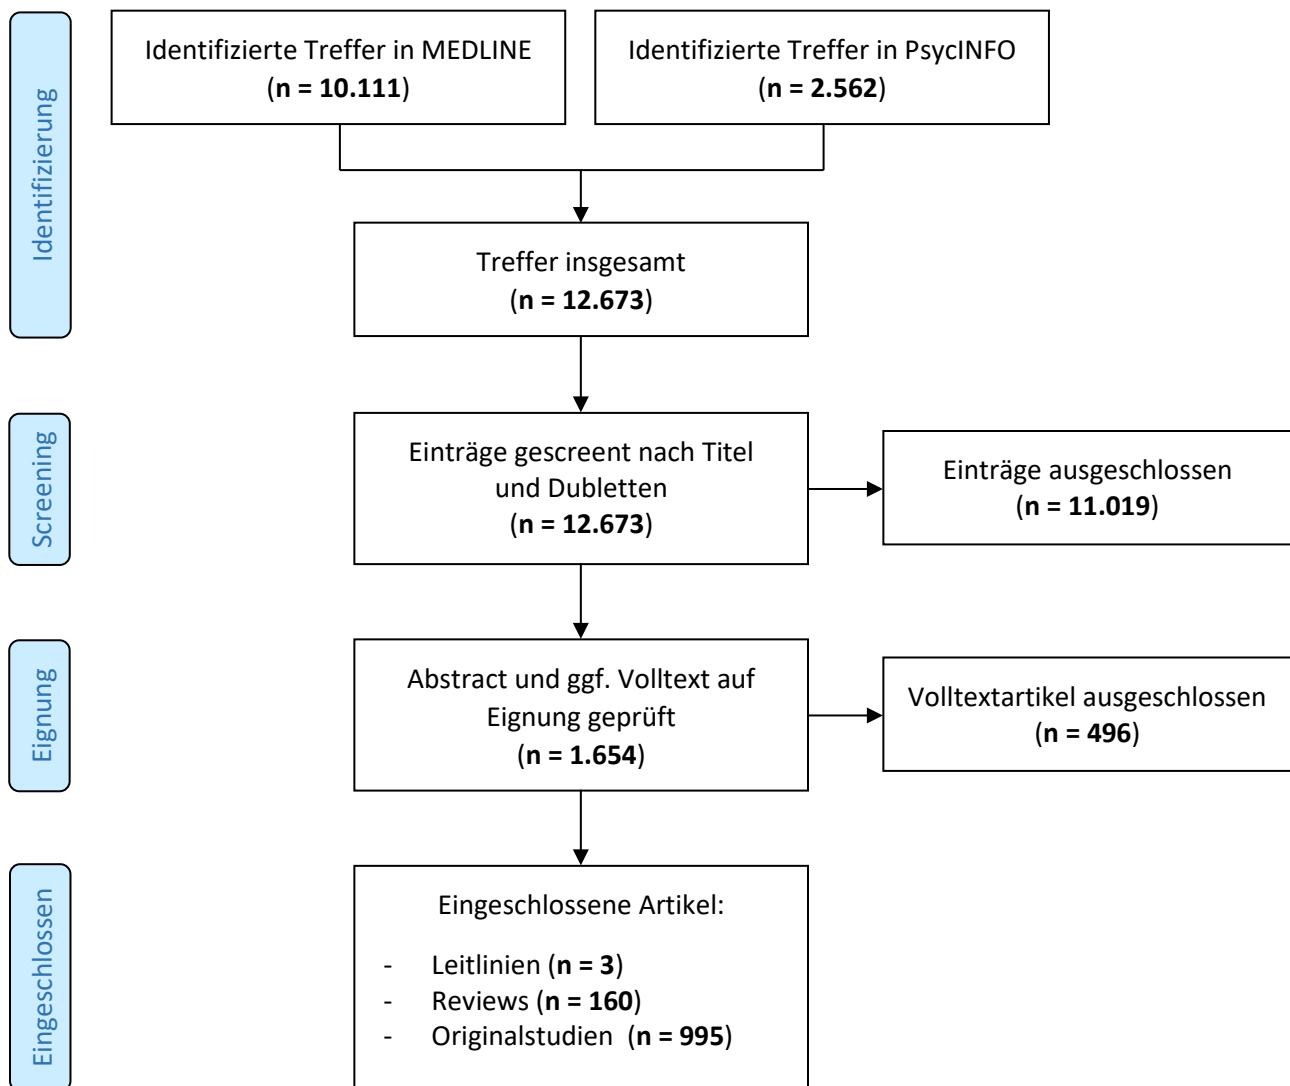 Identifizierung
Identifizierte Treffer in MEDLINE
(n = 10.111)
Identifizierte Treffer in PsycINFO
(n = 2.562)
Treffer insgesamt
(n = 12.673)
Screening
Einträge gescreent nach Titel
und Dubletten
(n = 12.673)
Einträge ausgeschlossen
(n = 11.019)
Eignung
Abstract und ggf. Volltext auf
Eignung geprüft
(n = 1.654)
Volltextartikel ausgeschlossen
(n = 496)
Eingeschlossen
Eingeschlossene Artikel:
- Leitlinien (n = 3)
- Reviews (n = 160)
- Originalstudien (n = 995)